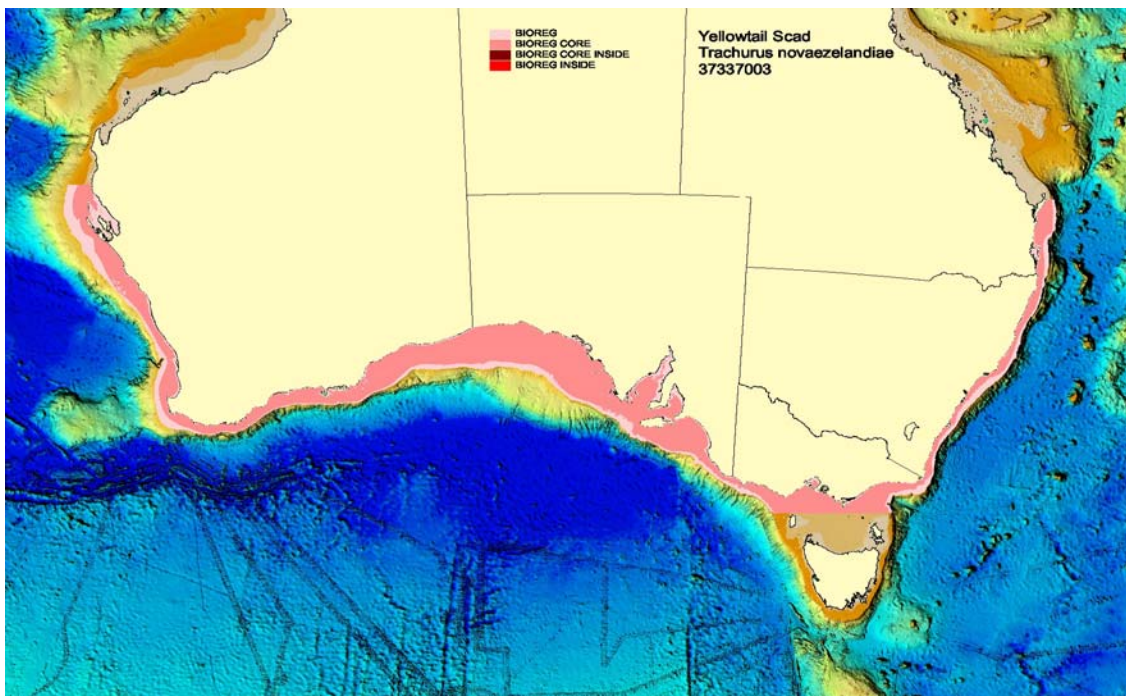 BIOREG
BIOREG CORE
BIOREG CORE INSIDE
BIOREG INSIDE
Yellowtail Scad
Trachurus novaezelandiae
37337003